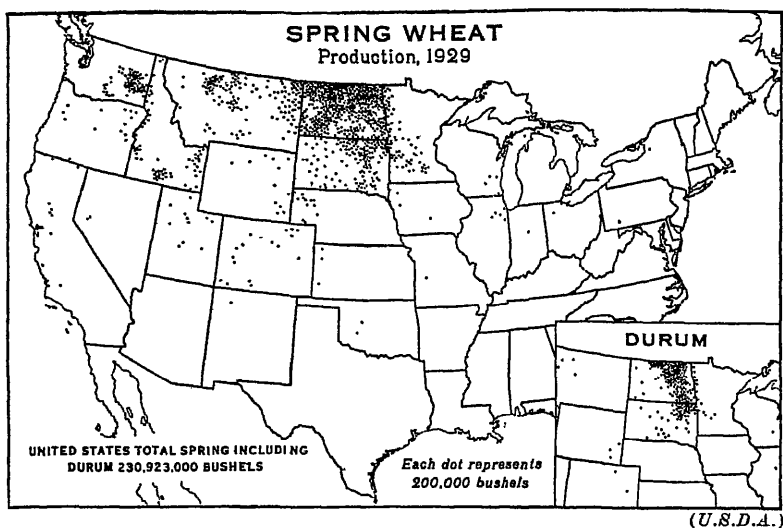 SPRING WHEAT
Production, 1929
DURUM
UNITED STATES TOTAL SPRING INCLUDING
DURUM 230,923,000 BUSHELS
Each dot represents
200,000 bushels
(U.S.D.A.)